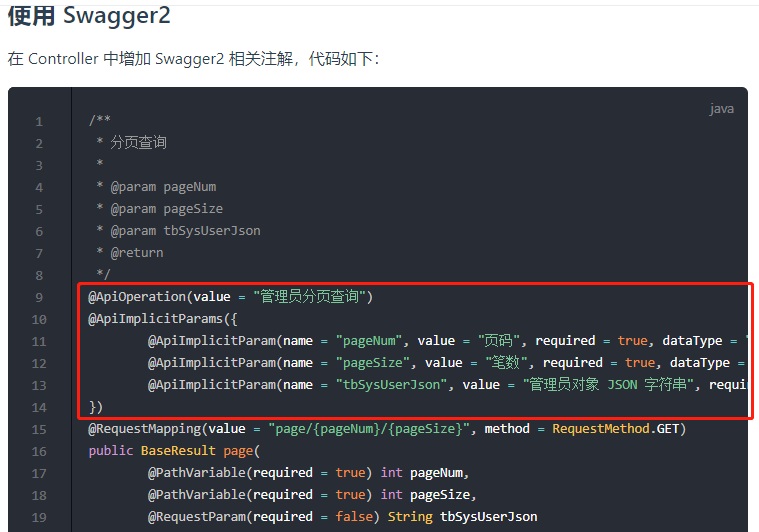 使用 Swagger2
在 Controller 中增加 Swagger2 相关注解，代码如下：
java
1 /**
2 * 分页查询
3 *
4 * @param pageNum
5 * @param pageSize
6 * @param tbSysUserJson
7 * @return
8 */
9 @ApiOperation(value = "管理员分页查询")
10 @ApiImplicitParams({
11 @ApiImplicitParam(name = "pageNum", value = "页码", required = true, dataType = "
12 @ApiImplicitParam(name = "pageSize", value = "笔数", required = true, dataType =
13 @ApiImplicitParam(name = "tbSysUserJson", value = "管理员对象 JSON 字符串", requi
14 })
15 @RequestMapping(value = "page/{pageNum}/{pageSize}", method = RequestMethod.GET)
16 public BaseResult page(
17 @PathVariable(required = true) int pageNum,
18 @PathVariable(required = true) int pageSize,
19 @RequestParam(required = false) String tbSysUserJson